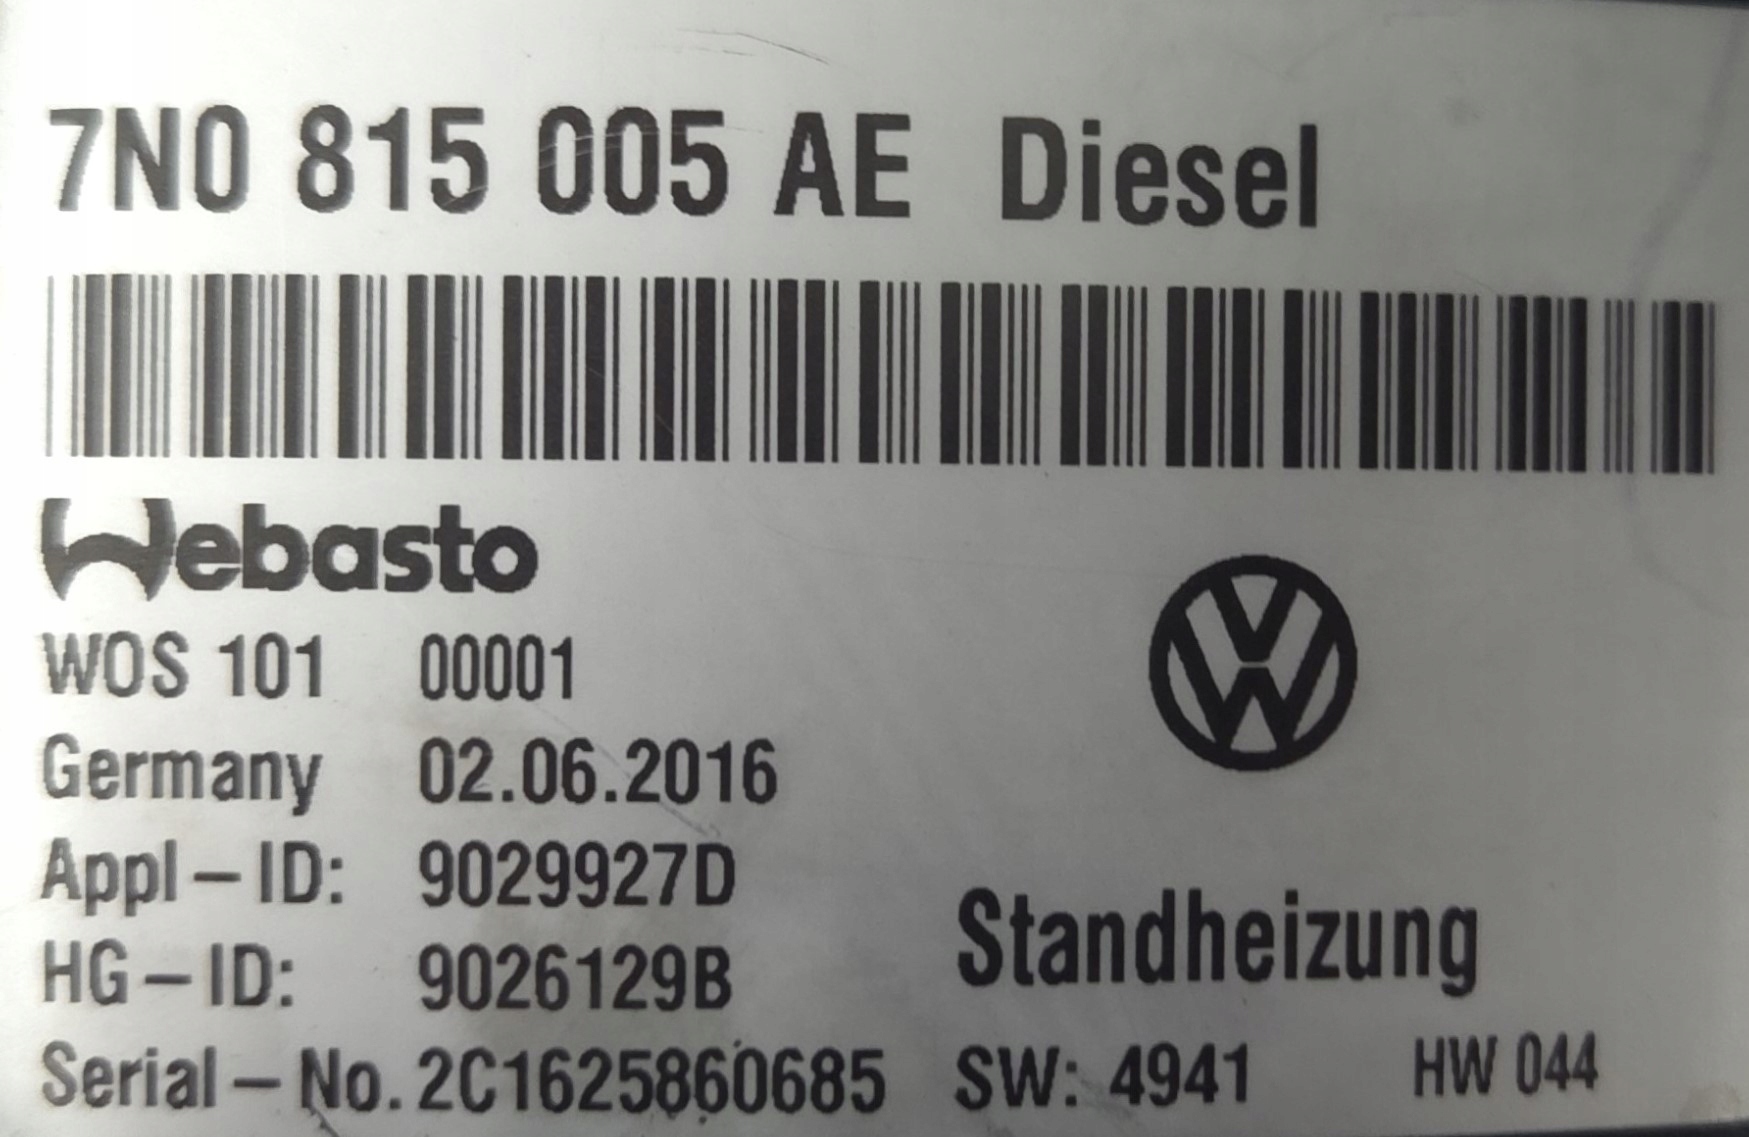 7N0 815 005 AE Diesel
Webasto
WOS 101 00001
Germany 02.06.2016
Appl-ID: 9029927D
HG-ID: 9026129B
Standheizung
Serial-No. 2C1625860685 SW: 4941 HW 044